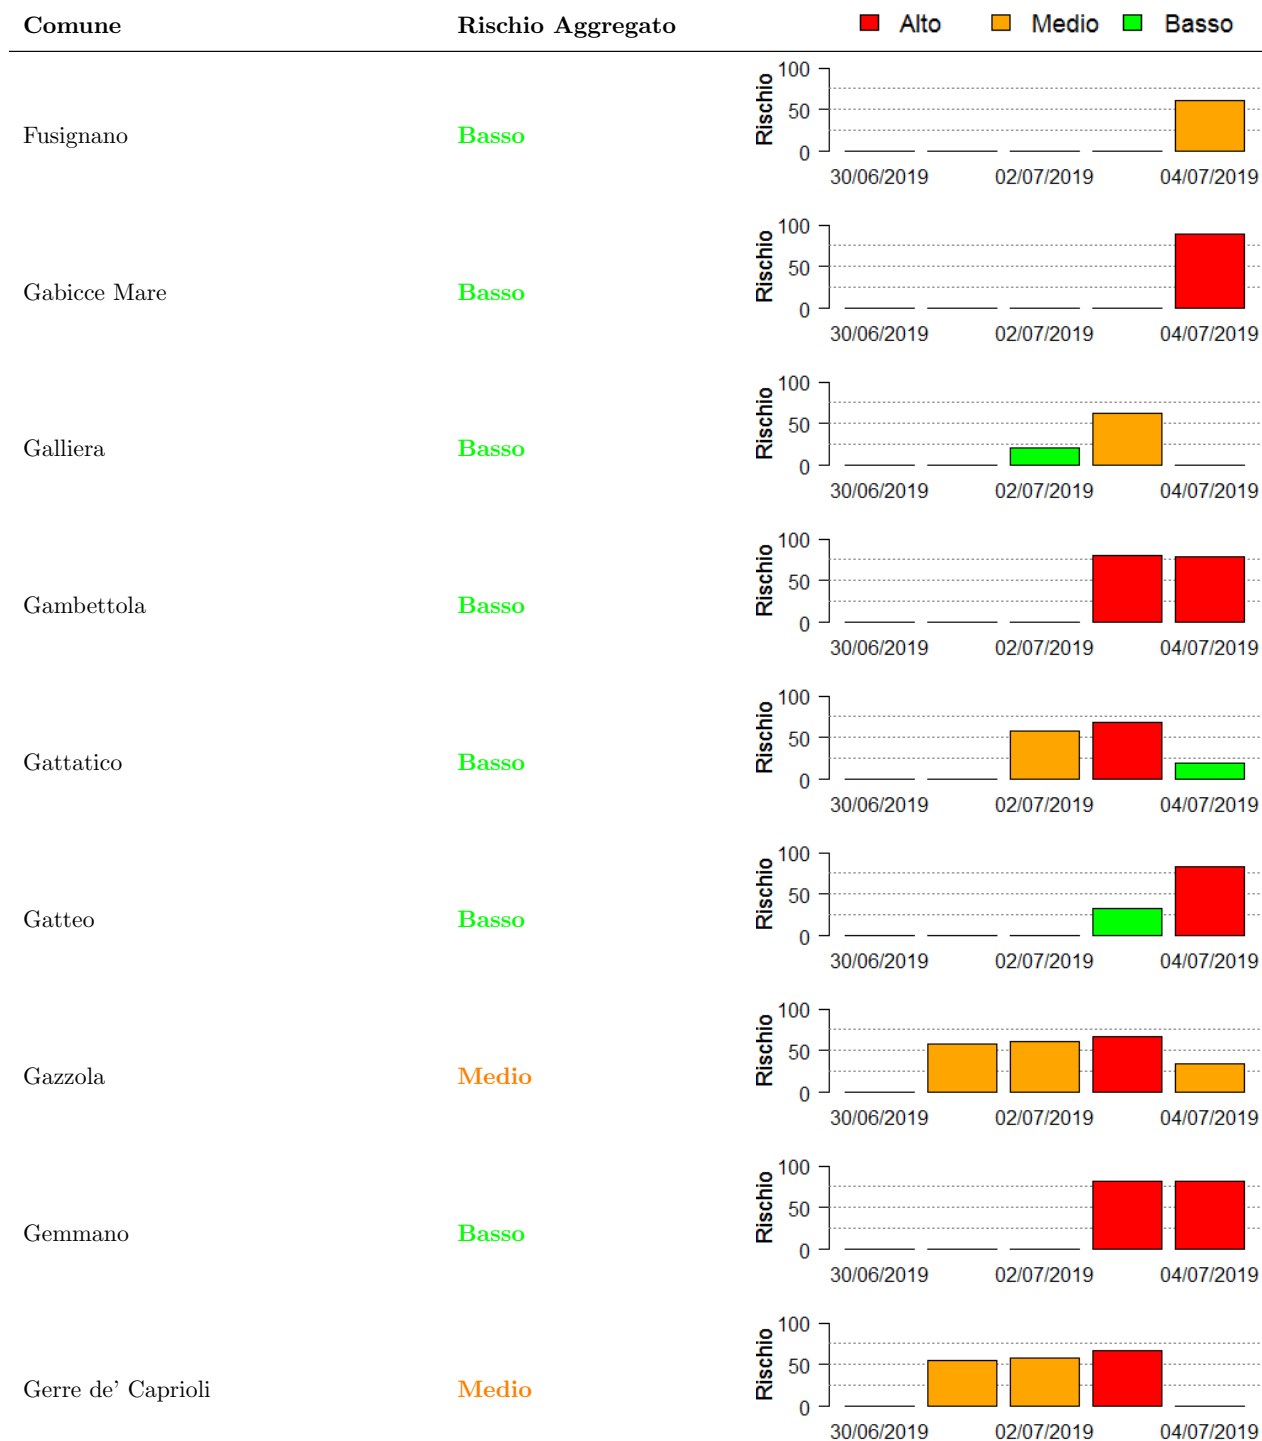 Comune Rischio Aggregato Alto Medio Basso
100
50
0
Rischio
Fusignano Basso
30/06/2019 02/07/2019 04/07/2019
100
50
0
Rischio
Gabicce Mare Basso
30/06/2019 02/07/2019 04/07/2019
100
50
0
Rischio
Galliera Basso
30/06/2019 02/07/2019 04/07/2019
100
50
0
Rischio
Gambettola Basso
30/06/2019 02/07/2019 04/07/2019
100
50
0
Rischio
Gattatico Basso
30/06/2019 02/07/2019 04/07/2019
100
50
0
Rischio
Gatteo Basso
30/06/2019 02/07/2019 04/07/2019
100
50
0
Rischio
Gazzola Medio
30/06/2019 02/07/2019 04/07/2019
100
50
0
Rischio
Gemmano Basso
30/06/2019 02/07/2019 04/07/2019
100
50
0
Rischio
Gerre de' Caprioli Medio
30/06/2019 02/07/2019 04/07/2019